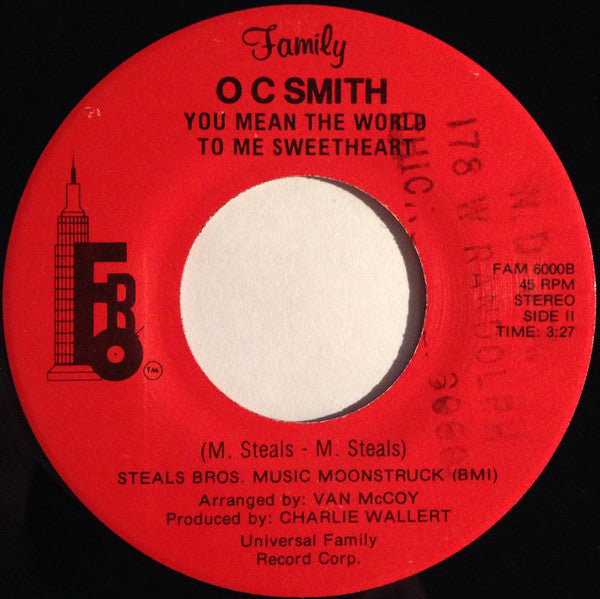 Family
O C SMITH
YOU MEAN THE WORLD
TO ME SWEETHEART
FBO
TM
FAM 6000B
45 RPM
STEREO
SIDE II
TIME: 3:27
178 W RANDOLPH
(M. Steals - M. Steals)
STEALS BROS. MUSIC MOONSTRUCK (BMI)
Arranged by: VAN McCOY
Produced by: CHARLIE WALLERT
Universal Family
Record Corp.